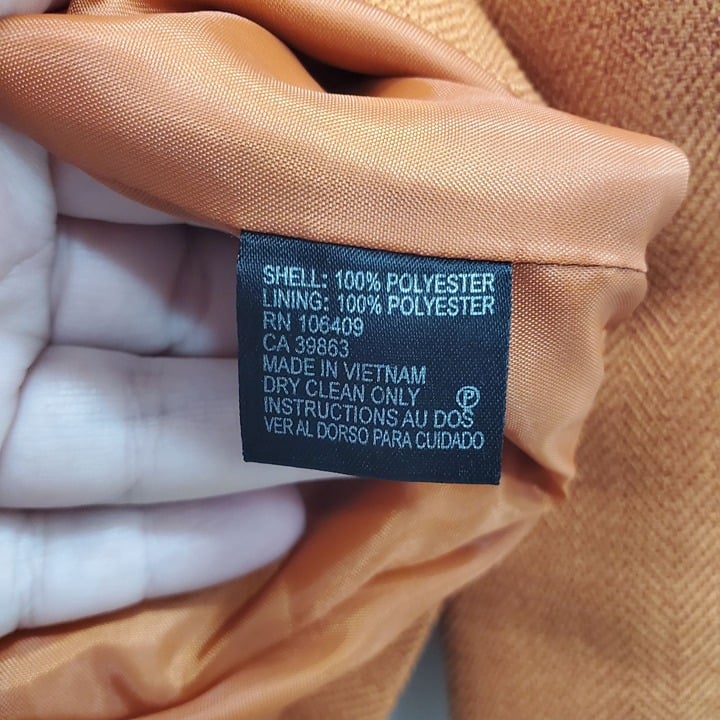 SHELL: 100% POLYESTER
LINING: 100% POLYESTER
RN 106409
CA 39863
MADE IN VIETNAM
DRY CLEAN ONLY
P
INSTRUCTIONS AU DOS
VER AL DORSO PARA CUIDADO